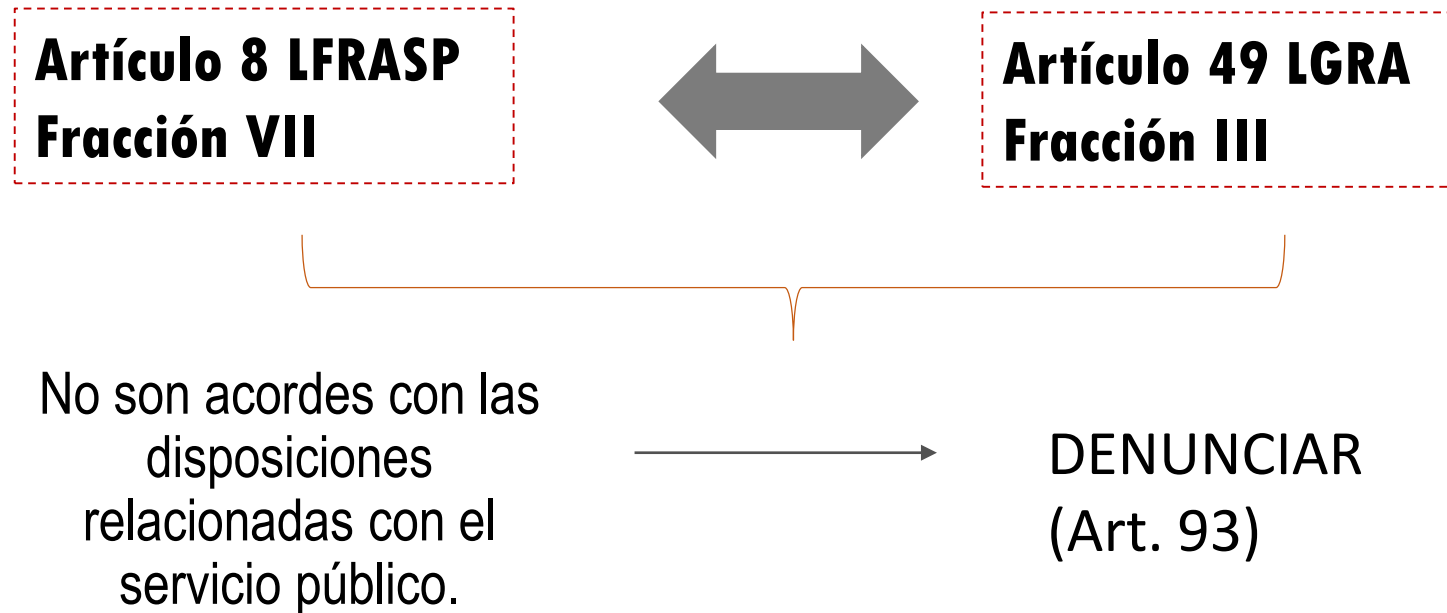 Artículo 8 LFRASP
Fracción VII
Artículo 49 LGRA
Fracción III
No son acordes con las
disposiciones
relacionadas con el
servicio público.
DENUNCIAR
(Art. 93)